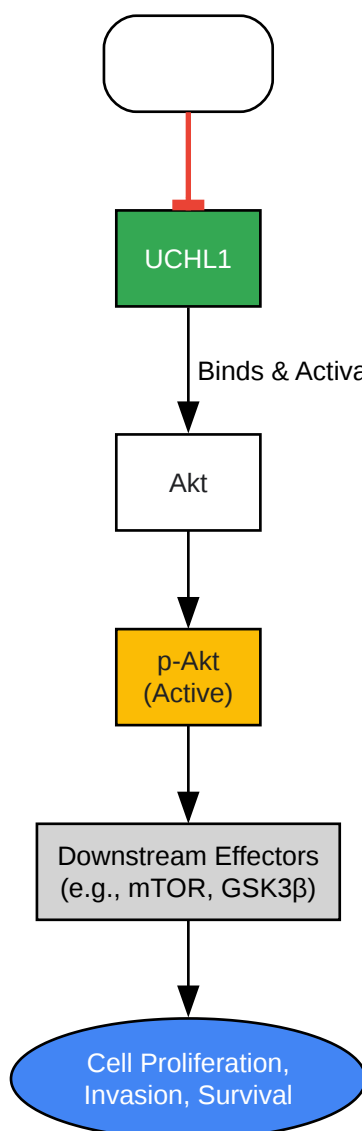 UCHL1
Binds & Activa
Akt
p-Akt
(Active)
Downstream Effectors
(e.g., mTOR, GSK3β)
Cell Proliferation,
Invasion, Survival